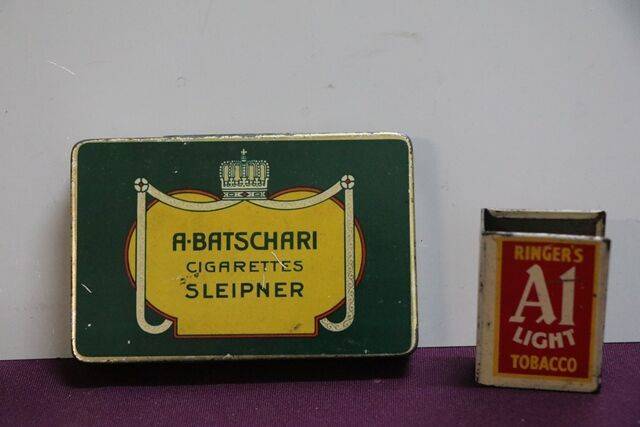 A·BATSCHARI
CIGARETTES
SLEIPNER
RINGER'S
A1
LIGHT
TOBACCO